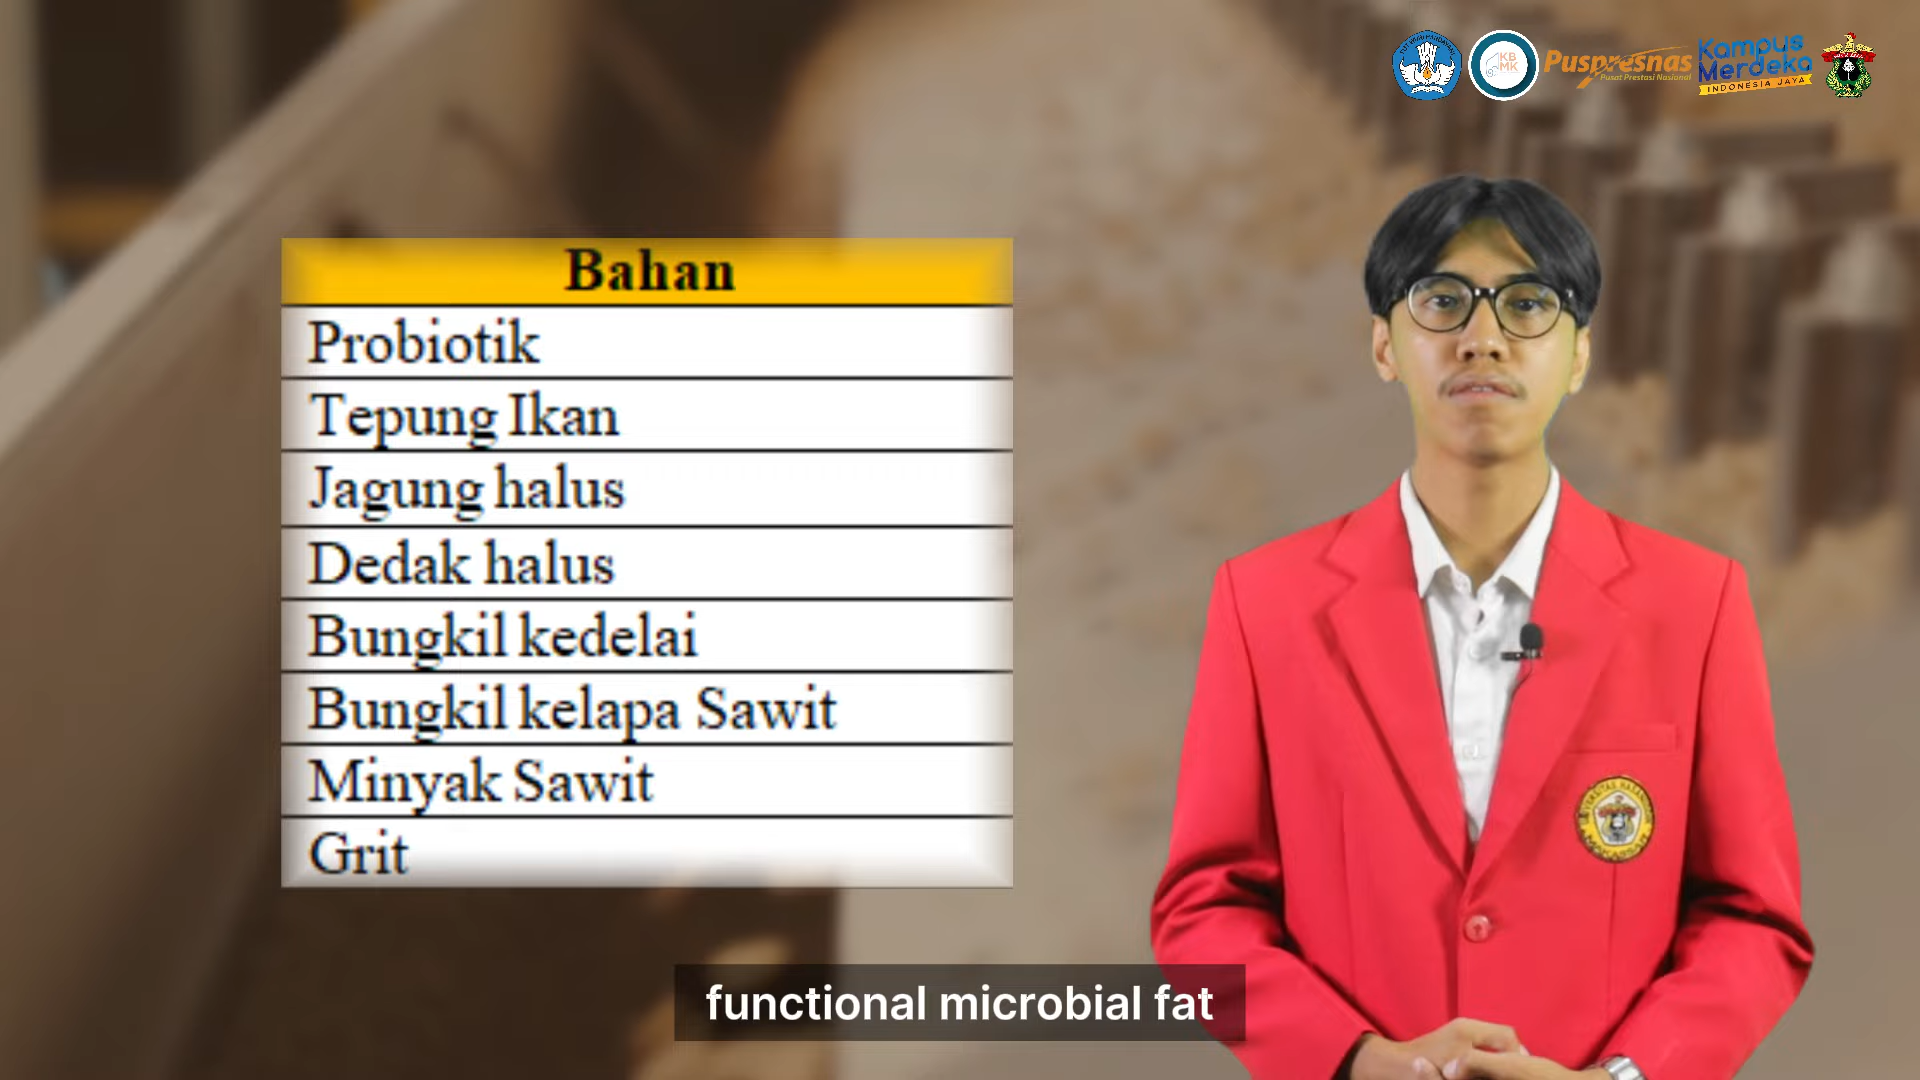 KB
MK
Puspresnas
Pusat Prestasi Nasional
Kampus
Merdeka
INDONESIA JAYA
Bahan
Probiotik
Tepung Ikan
Jagung halus
Dedak halus
Bungkil kedelai
Bungkil kelapa Sawit
Minyak Sawit
Grit
functional microbial fat